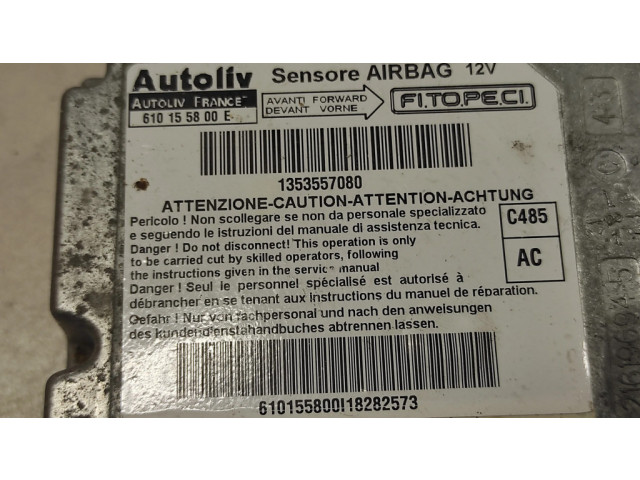 Autoliv Sensore AIRBAG 12V
AUTOLIV FRANCE AVANTI FORWARD FI.TO.PE.CI.
610 15 58 00 E DEVANT VORNE
1353557080
ATTENZIONE-CAUTION-ATTENTION-ACHTUNG
Pericolo ! Non scollegare se non da personale specializzato
e seguendo le istruzioni del manuale di assistenza tecnica.
C485
Danger ! Do not disconnect! This operation is only
to be carried cut by skilled operators, following
the instructions given in the service manual
AC
Danger ! Seul le personnel spécialisé est autorisé à
débrancher en se tenant aux instructions du manuel de réparation.
Gefahr ! Nur von fachpersonal und nach den anweisungen
des kundendienstahandbuches abtrennen lassen.
610155800I18282573